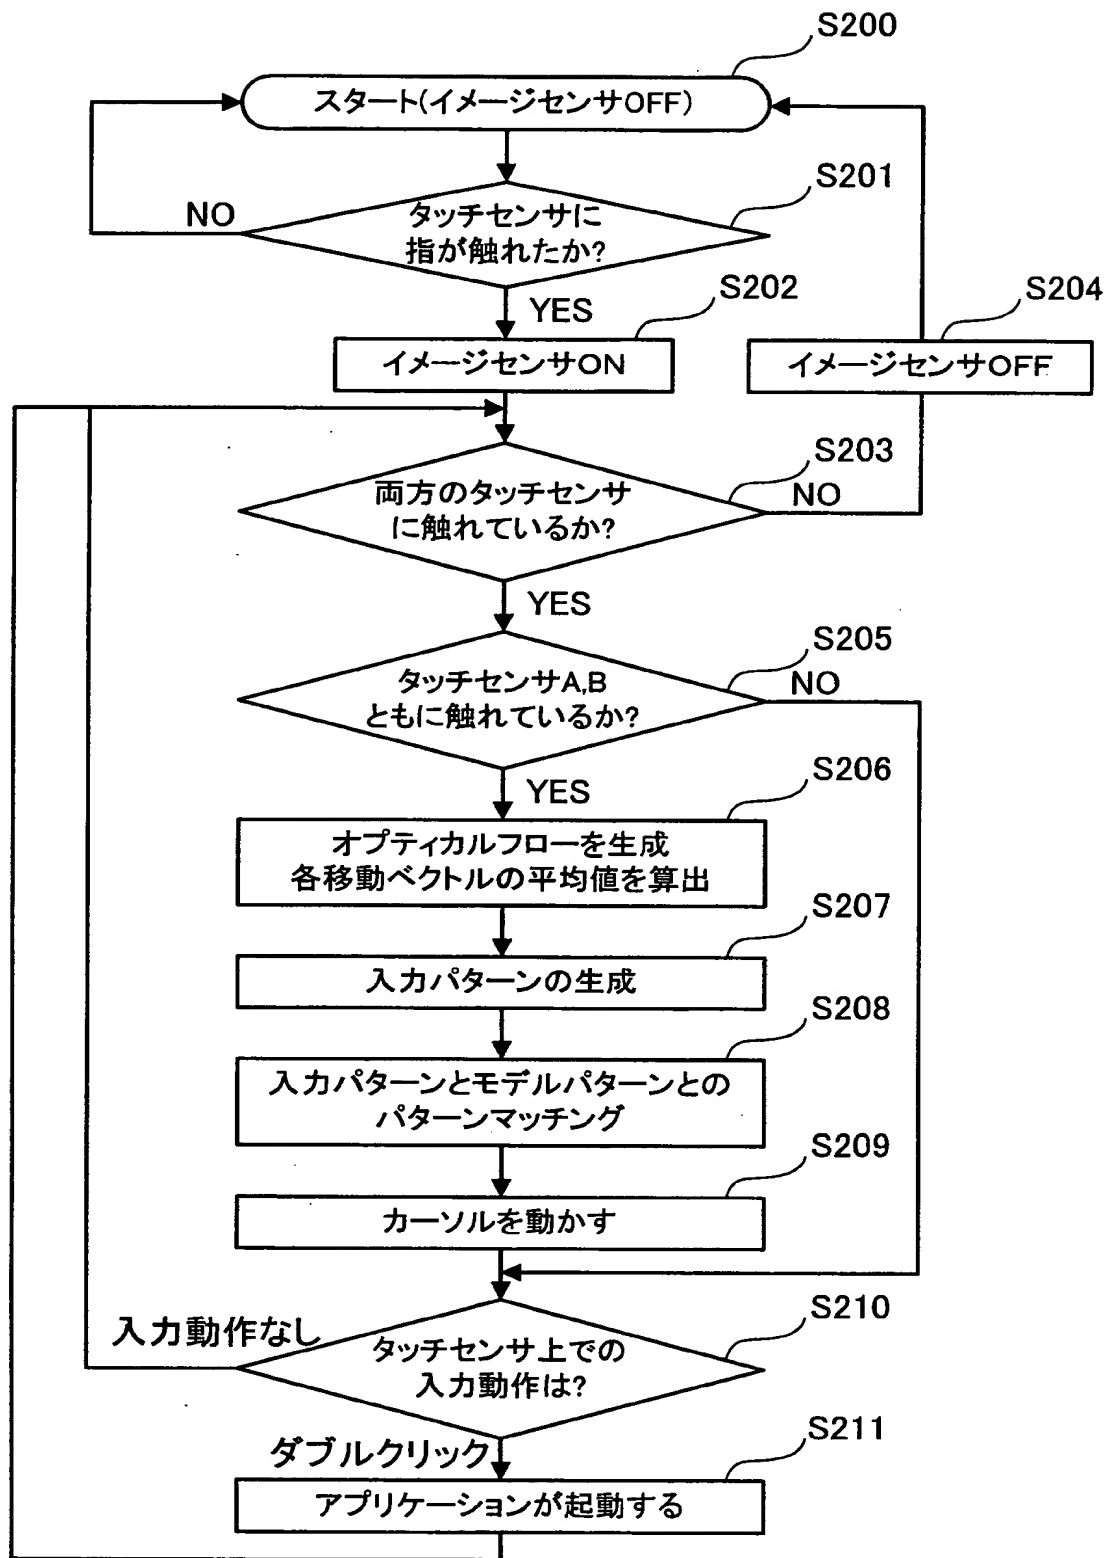 S200
スタート(イメージセンサOFF)
S201
NO
タッチセンサに
指が触れたか?
S202
YES
S204
イメージセンサON
イメージセンサOFF
S203
両方のタッチセンサ
に触れているか?
NO
YES
S205
タッチセンサA,B
ともに触れているか?
NO
YES
S206
オプティカルフローを生成
各移動ベクトルの平均値を算出
S207
入力パターンの生成
S208
入力パターンとモデルパターンとの
パターンマッチング
S209
カーソルを動かす
S210
入力動作なし
タッチセンサ上での
入力動作は?
S211
ダブルクリック
アプリケーションが起動する